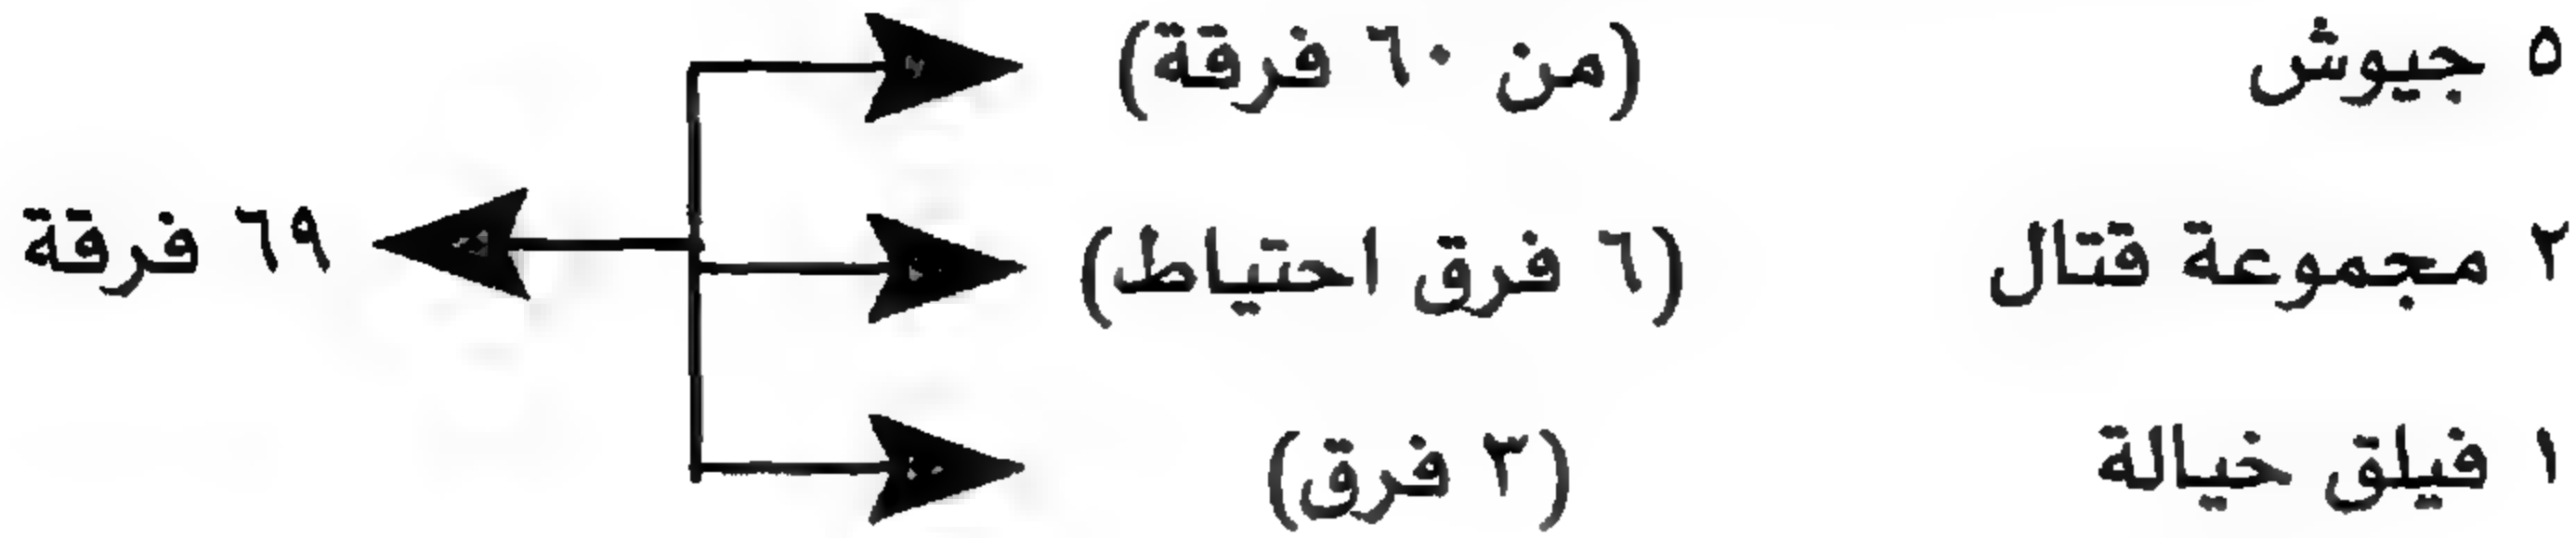 ٥ جيوش (من ٦٠ فرقة)
٢ مجموعة قتال (٦ فرق احتياط) ٦٩ فرقة
١ فيلق خيالة (٣ فرق)